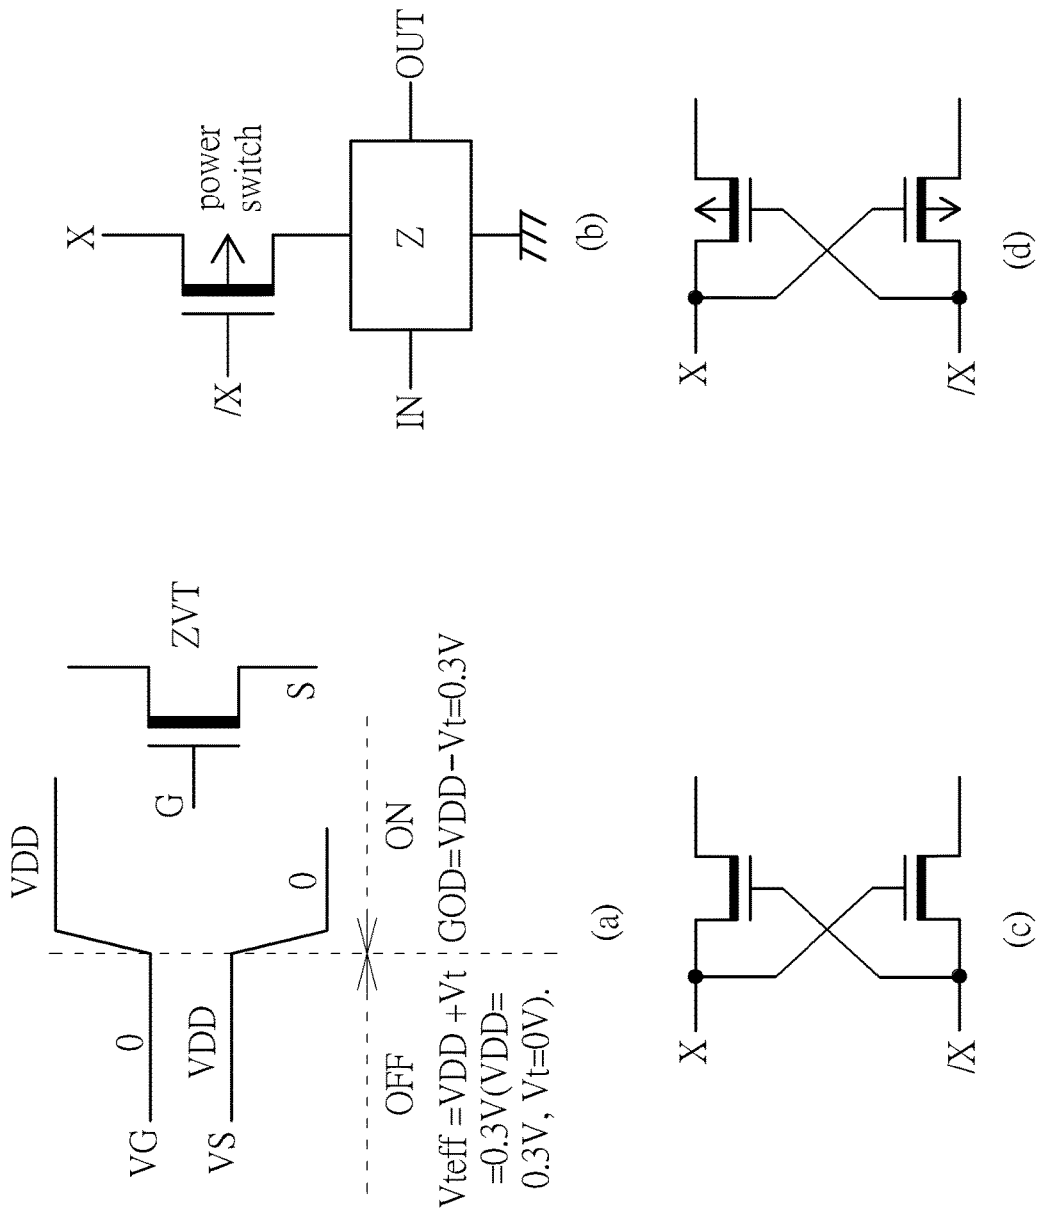 VDD
VG
0
VS
VDD
0
G
ZVT
S
OFF
ON
Vteff =VDD +Vt
=0.3V(VDD=
0.3V, Vt=0V).
GOD=VDD−Vt=0.3V
(a)
X
power
switch
/X
Z
IN
OUT
(b)
X
/X
(c)
X
/X
(d)